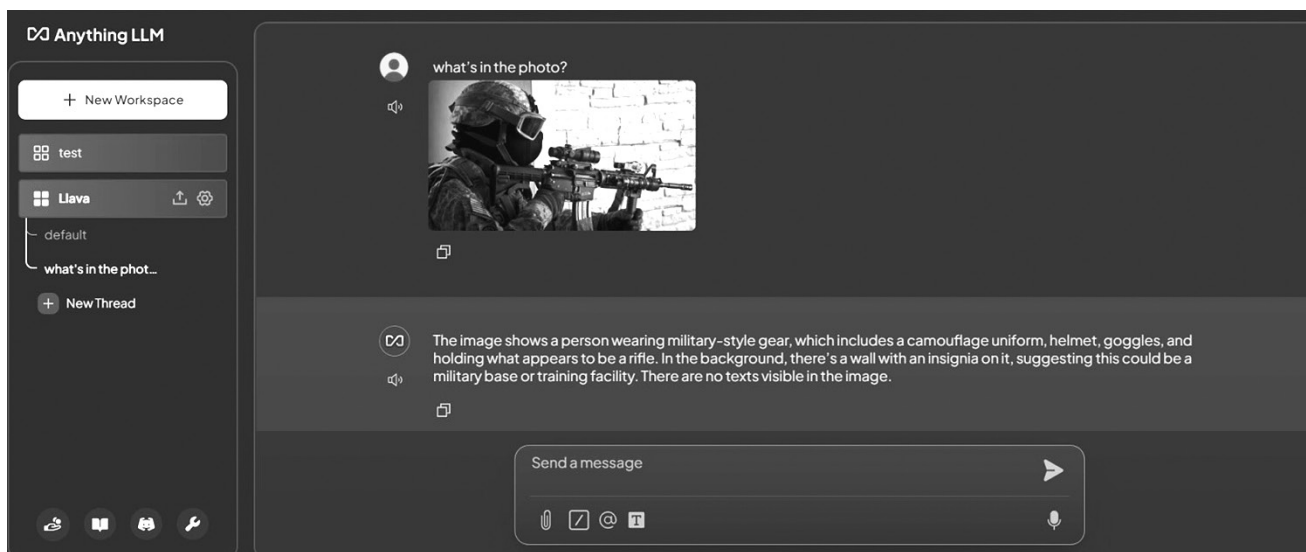 Anything LLM
+ New Workspace
test
Llava
default
what's in the phot...
+ New Thread
what's in the photo?
The image shows a person wearing military-style gear, which includes a camouflage uniform, helmet, goggles, and
holding what appears to be a rifle. In the background, there's a wall with an insignia on it, suggesting this could be a
military base or training facility. There are no texts visible in the image.
Send a message